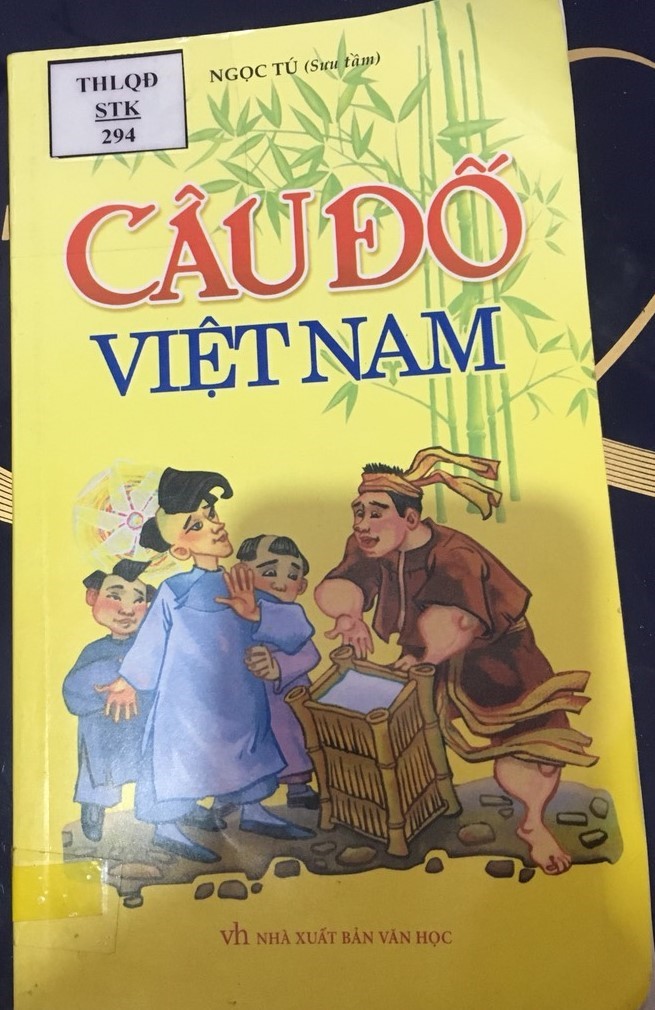 THLQĐ
STK
294
NGỌC TÚ (Sưu tầm)
CÂU ĐỐ
VIỆT NAM
vh NHÀ XUẤT BẢN VĂN HỌC